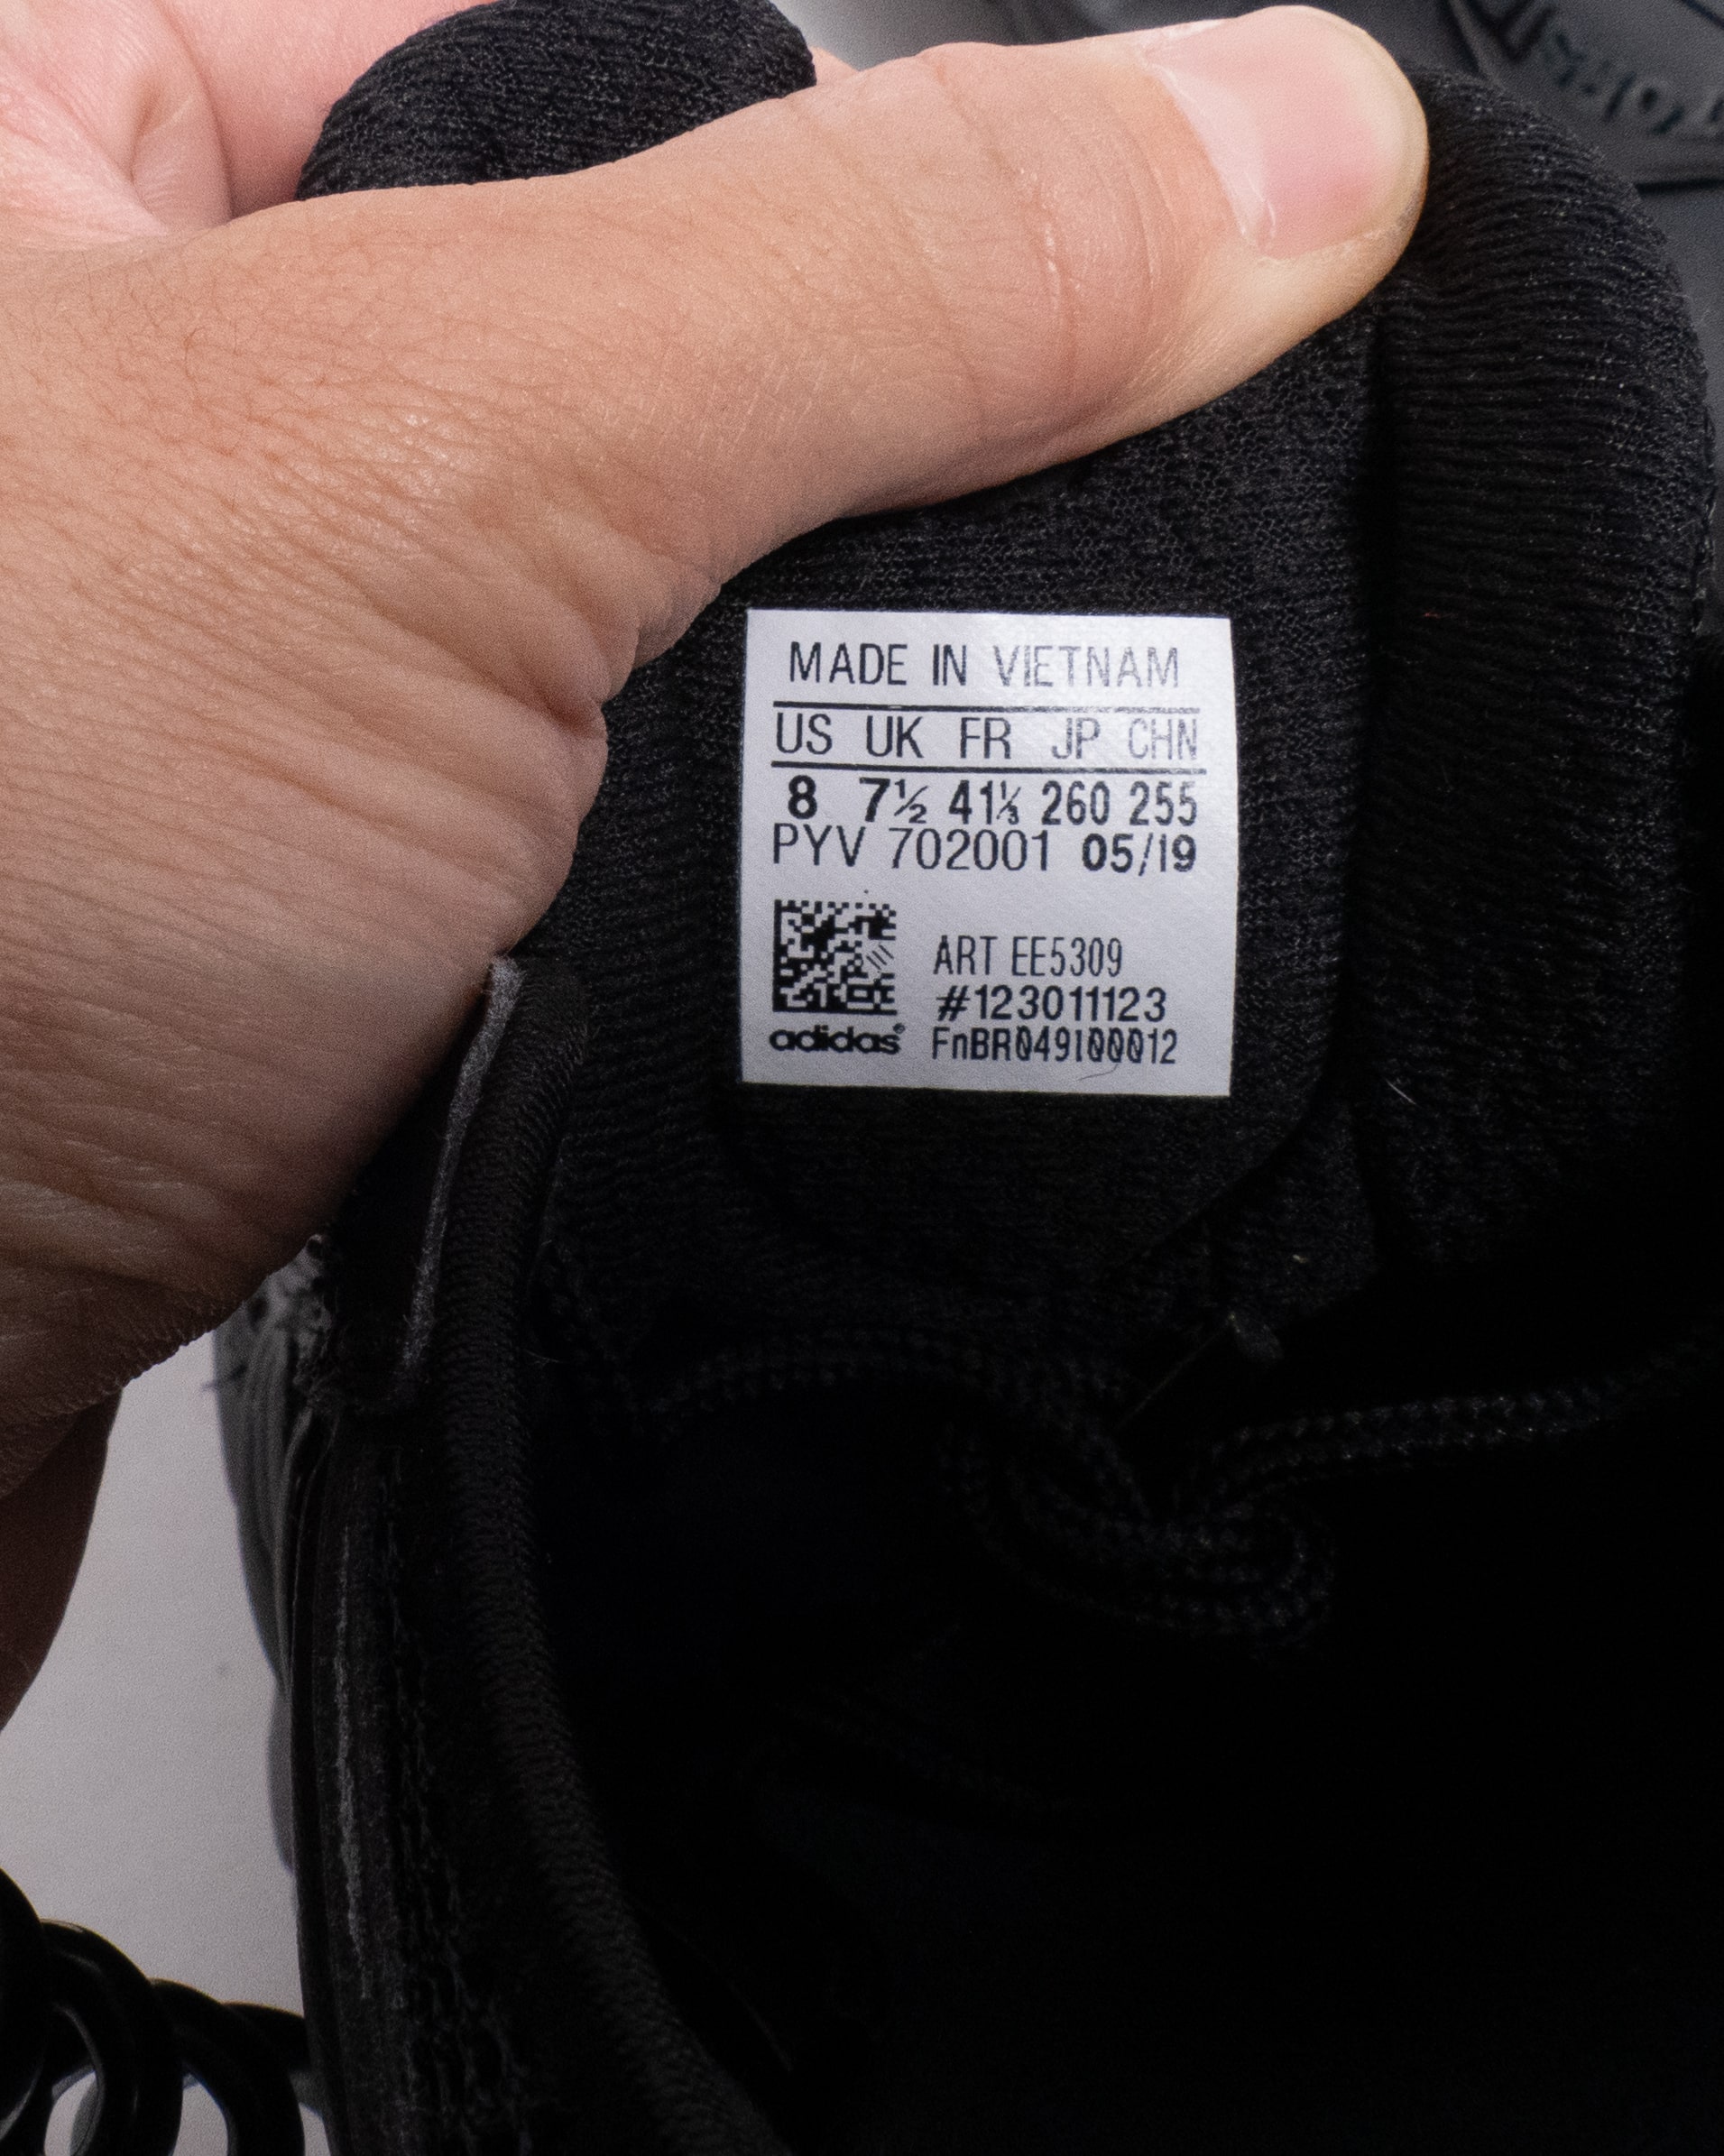 MADE IN VIETNAM
US UK FR JP CHN
8 7½ 41⅓ 260 255
PYV 702001 05/19
ART EE5309
#123011123
adidas® FnBR049I00012